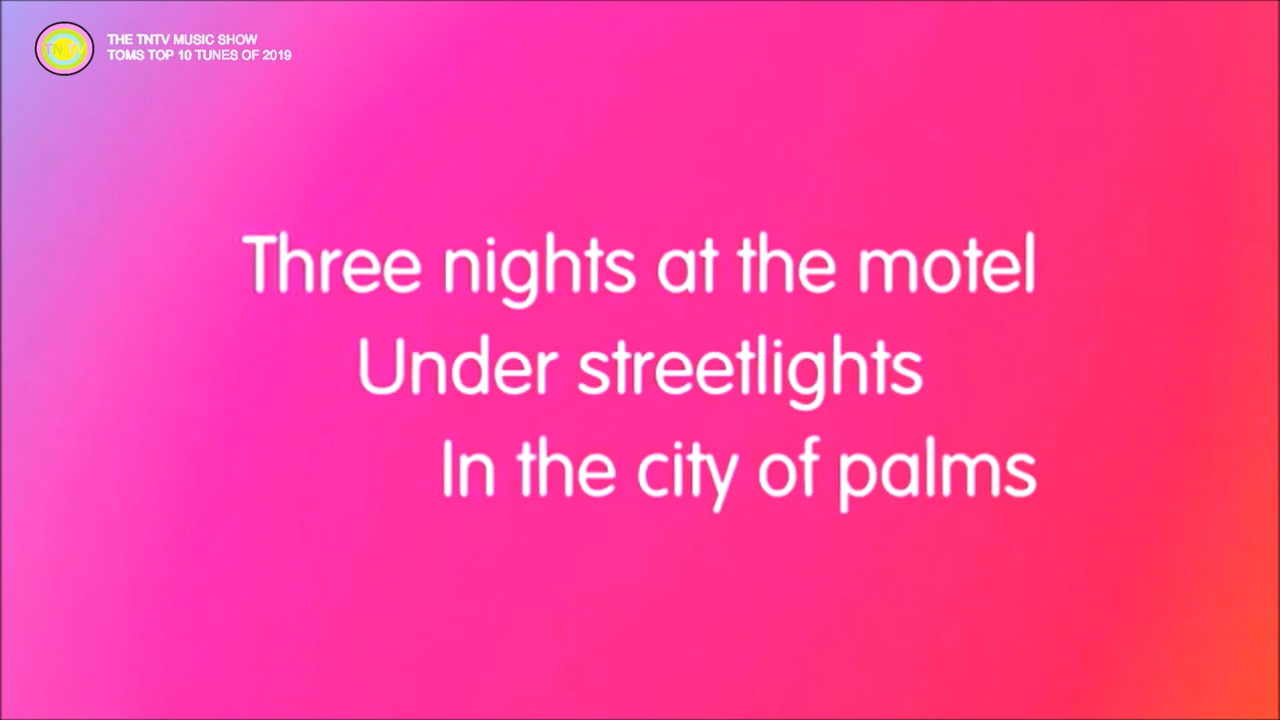 TNTV
THE TNTV MUSIC SHOW
TOMS TOP 10 TUNES OF 2019
Three nights at the motel
Under streetlights
In the city of palms